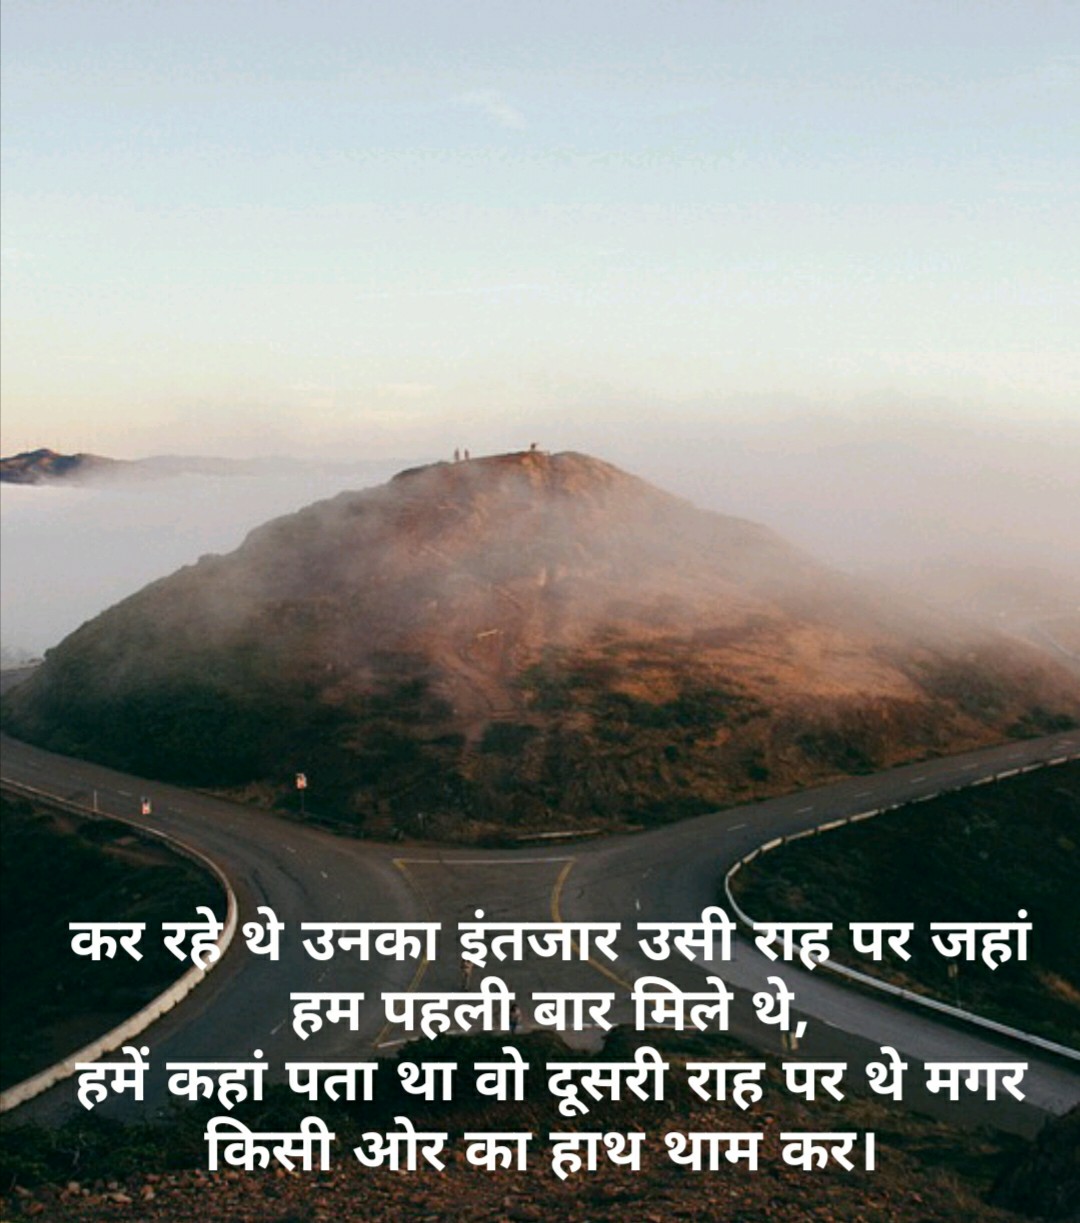 कर रहे थे उनका इंतजार उसी राह पर जहां
हम पहली बार मिले थे,
हमें कहां पता था वो दूसरी राह पर थे मगर
किसी ओर का हाथ थाम कर।